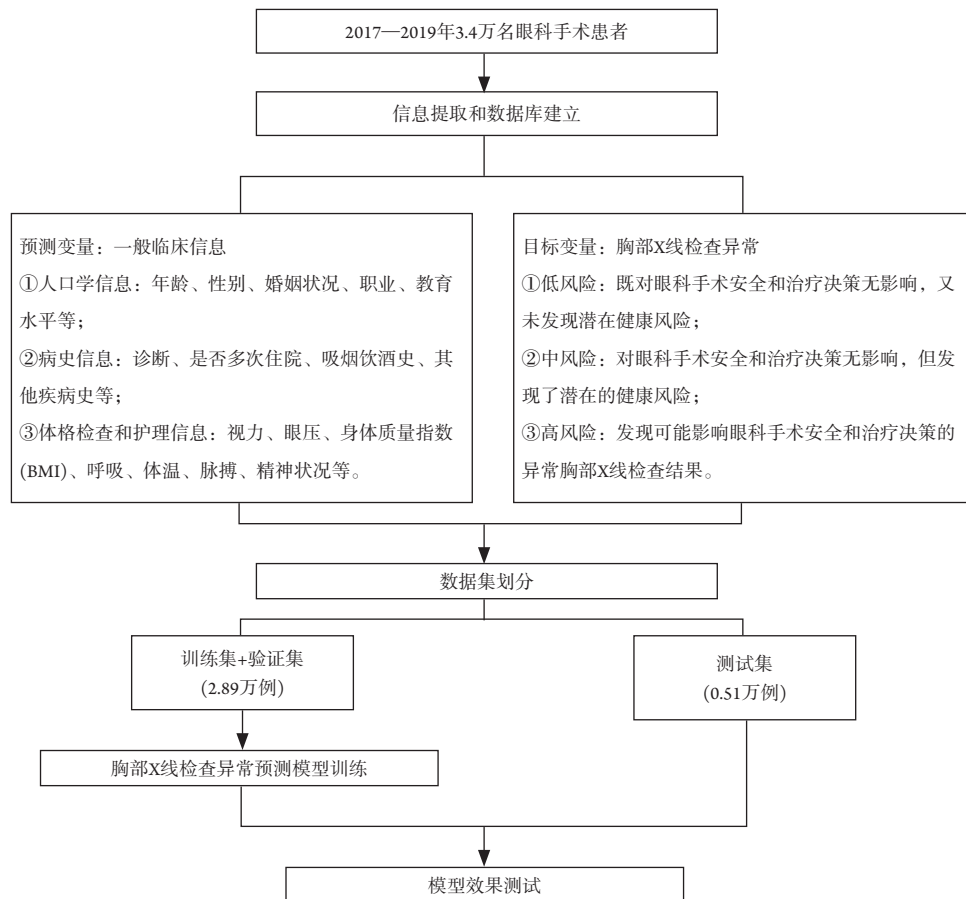 2017—2019年3.4万名眼科手术患者
信息提取和数据库建立
预测变量：一般临床信息
①人口学信息：年龄、性别、婚姻状况、职业、教育
水平等；
②病史信息：诊断、是否多次住院、吸烟饮酒史、其
他疾病史等；
③体格检查和护理信息：视力、眼压、身体质量指数
(BMI)、呼吸、体温、脉搏、精神状况等。
目标变量：胸部X线检查异常
①低风险：既对眼科手术安全和治疗决策无影响，又
未发现潜在健康风险；
②中风险：对眼科手术安全和治疗决策无影响，但发
现了潜在的健康风险；
③高风险：发现可能影响眼科手术安全和治疗决策的
异常胸部X线检查结果。
数据集划分
训练集+验证集
(2.89万例)
测试集
(0.51万例)
胸部X线检查异常预测模型训练
模型效果测试